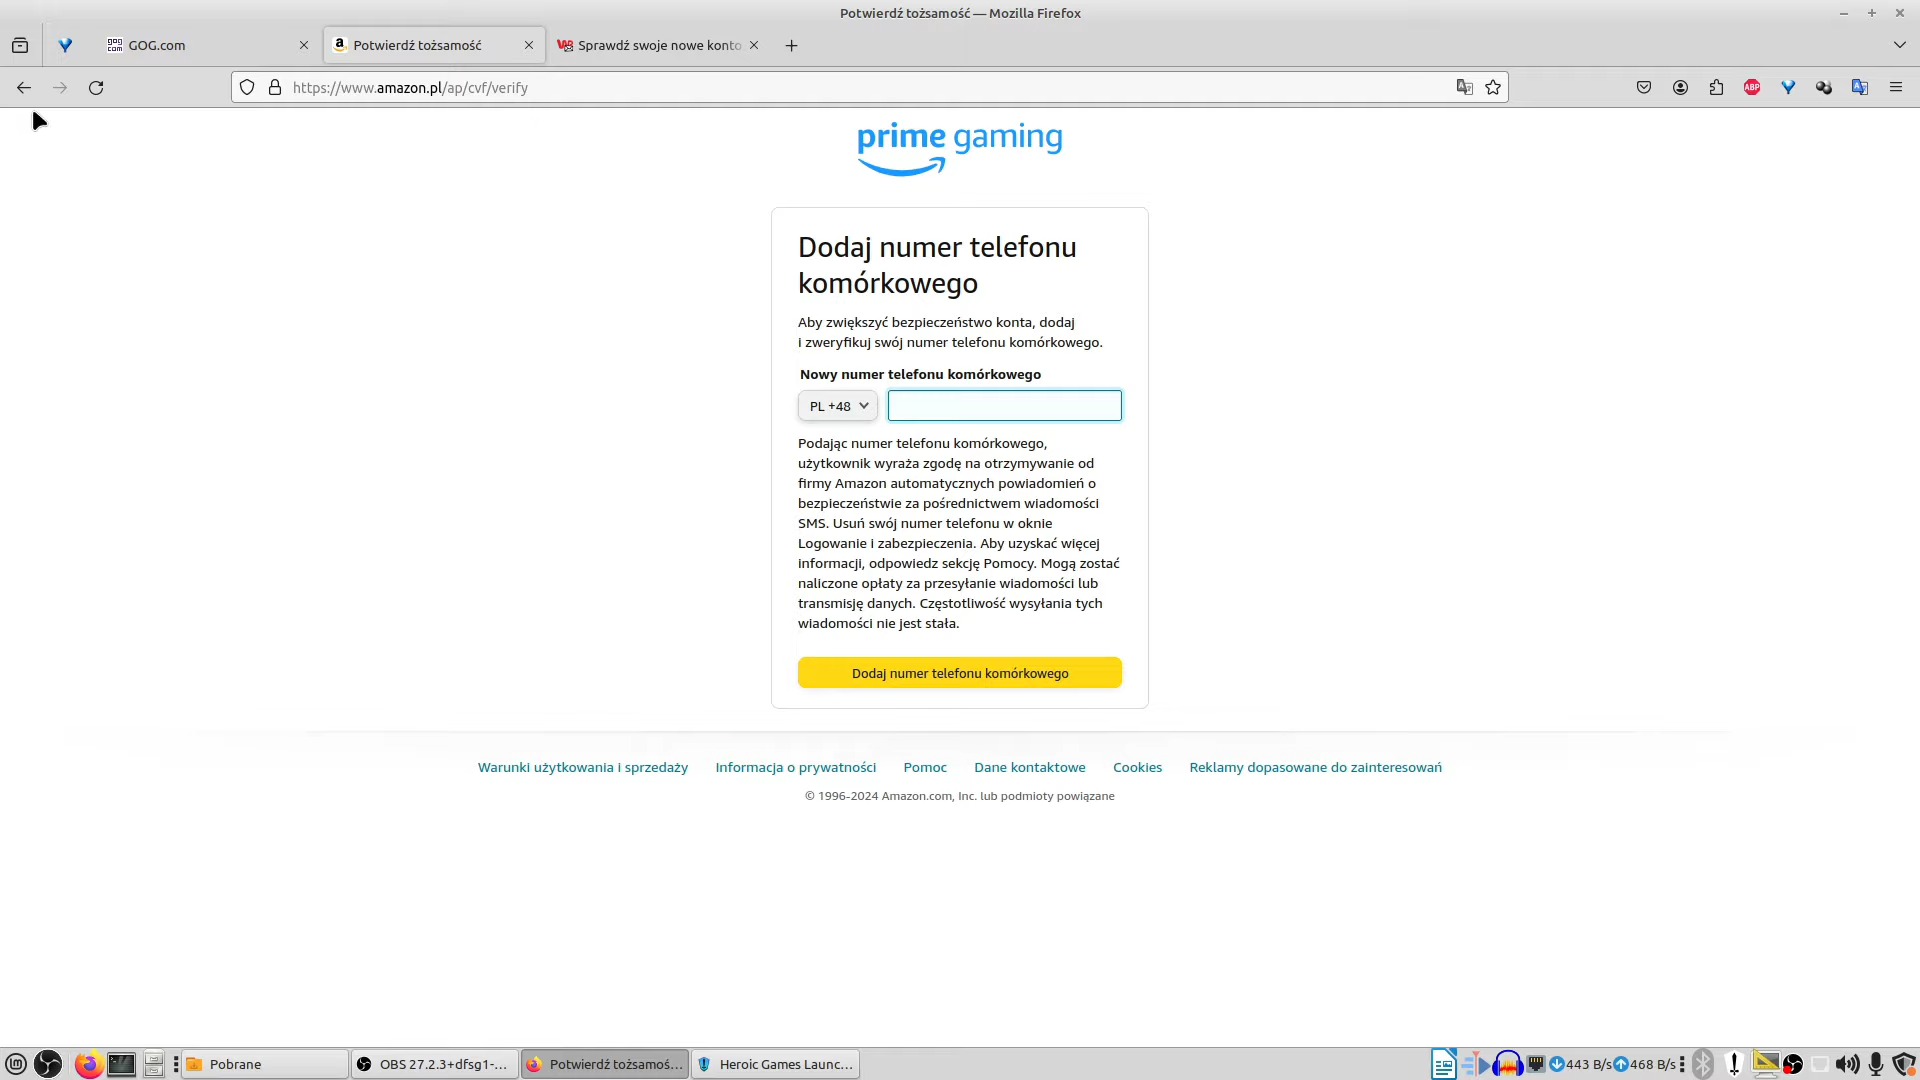 Potwierdź tożsamość — Mozilla Firefox
GOG.com
Potwierdź tożsamość
Sprawdź swoje nowe konto
https://www.amazon.pl/ap/cvf/verify
ABP
prime gaming
Dodaj numer telefonu
komórkowego
Aby zwiększyć bezpieczeństwo konta, dodaj
i zweryfikuj swój numer telefonu komórkowego.
Nowy numer telefonu komórkowego
PL +48
Podając numer telefonu komórkowego,
użytkownik wyraża zgodę na otrzymywanie od
firmy Amazon automatycznych powiadomień o
bezpieczeństwie za pośrednictwem wiadomości
SMS. Usuń swój numer telefonu w oknie
Logowanie i zabezpieczenia. Aby uzyskać więcej
informacji, odpowiedz sekcję Pomocy. Mogą zostać
naliczone opłaty za przesyłanie wiadomości lub
transmisję danych. Częstotliwość wysyłania tych
wiadomości nie jest stała.
Dodaj numer telefonu komórkowego
Warunki użytkowania i sprzedaży Informacja o prywatności Pomoc Dane kontaktowe Cookies Reklamy dopasowane do zainteresowań
© 1996-2024 Amazon.com, Inc. lub podmioty powiązane
Pobrane
OBS 27.2.3+dfsg1-...
Potwierdź tożsamoś...
Heroic Games Launc...
443 B/s 468 B/s